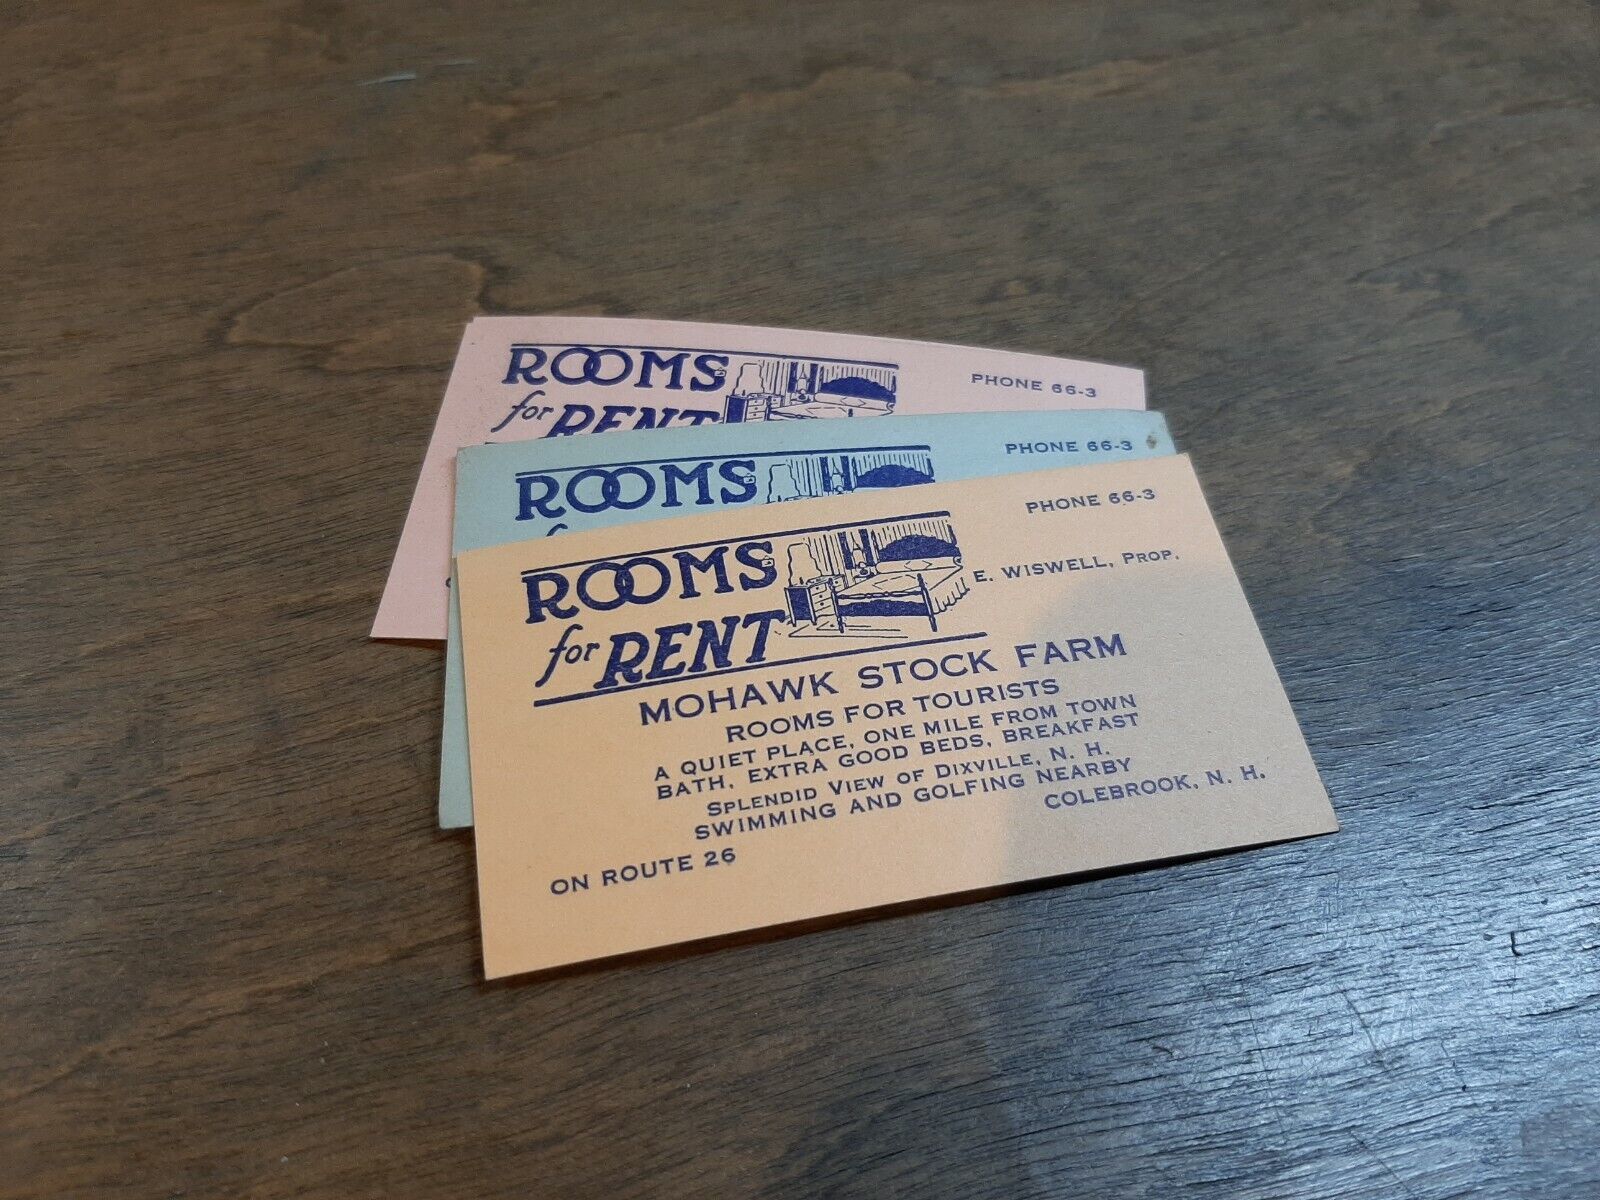 ROOMS
for RENT
PHONE 66-3
ROOMS
PHONE 66-3
ROOMS
for RENT
PHONE 66-3
E. WISWELL, PROP.
MOHAWK STOCK FARM
ROOMS FOR TOURISTS
A QUIET PLACE, ONE MILE FROM TOWN
BATH, EXTRA GOOD BEDS, BREAKFAST
SPLENDID VIEW OF DIXVILLE, N. H.
SWIMMING AND GOLFING NEARBY
COLEBROOK, N. H.
ON ROUTE 26